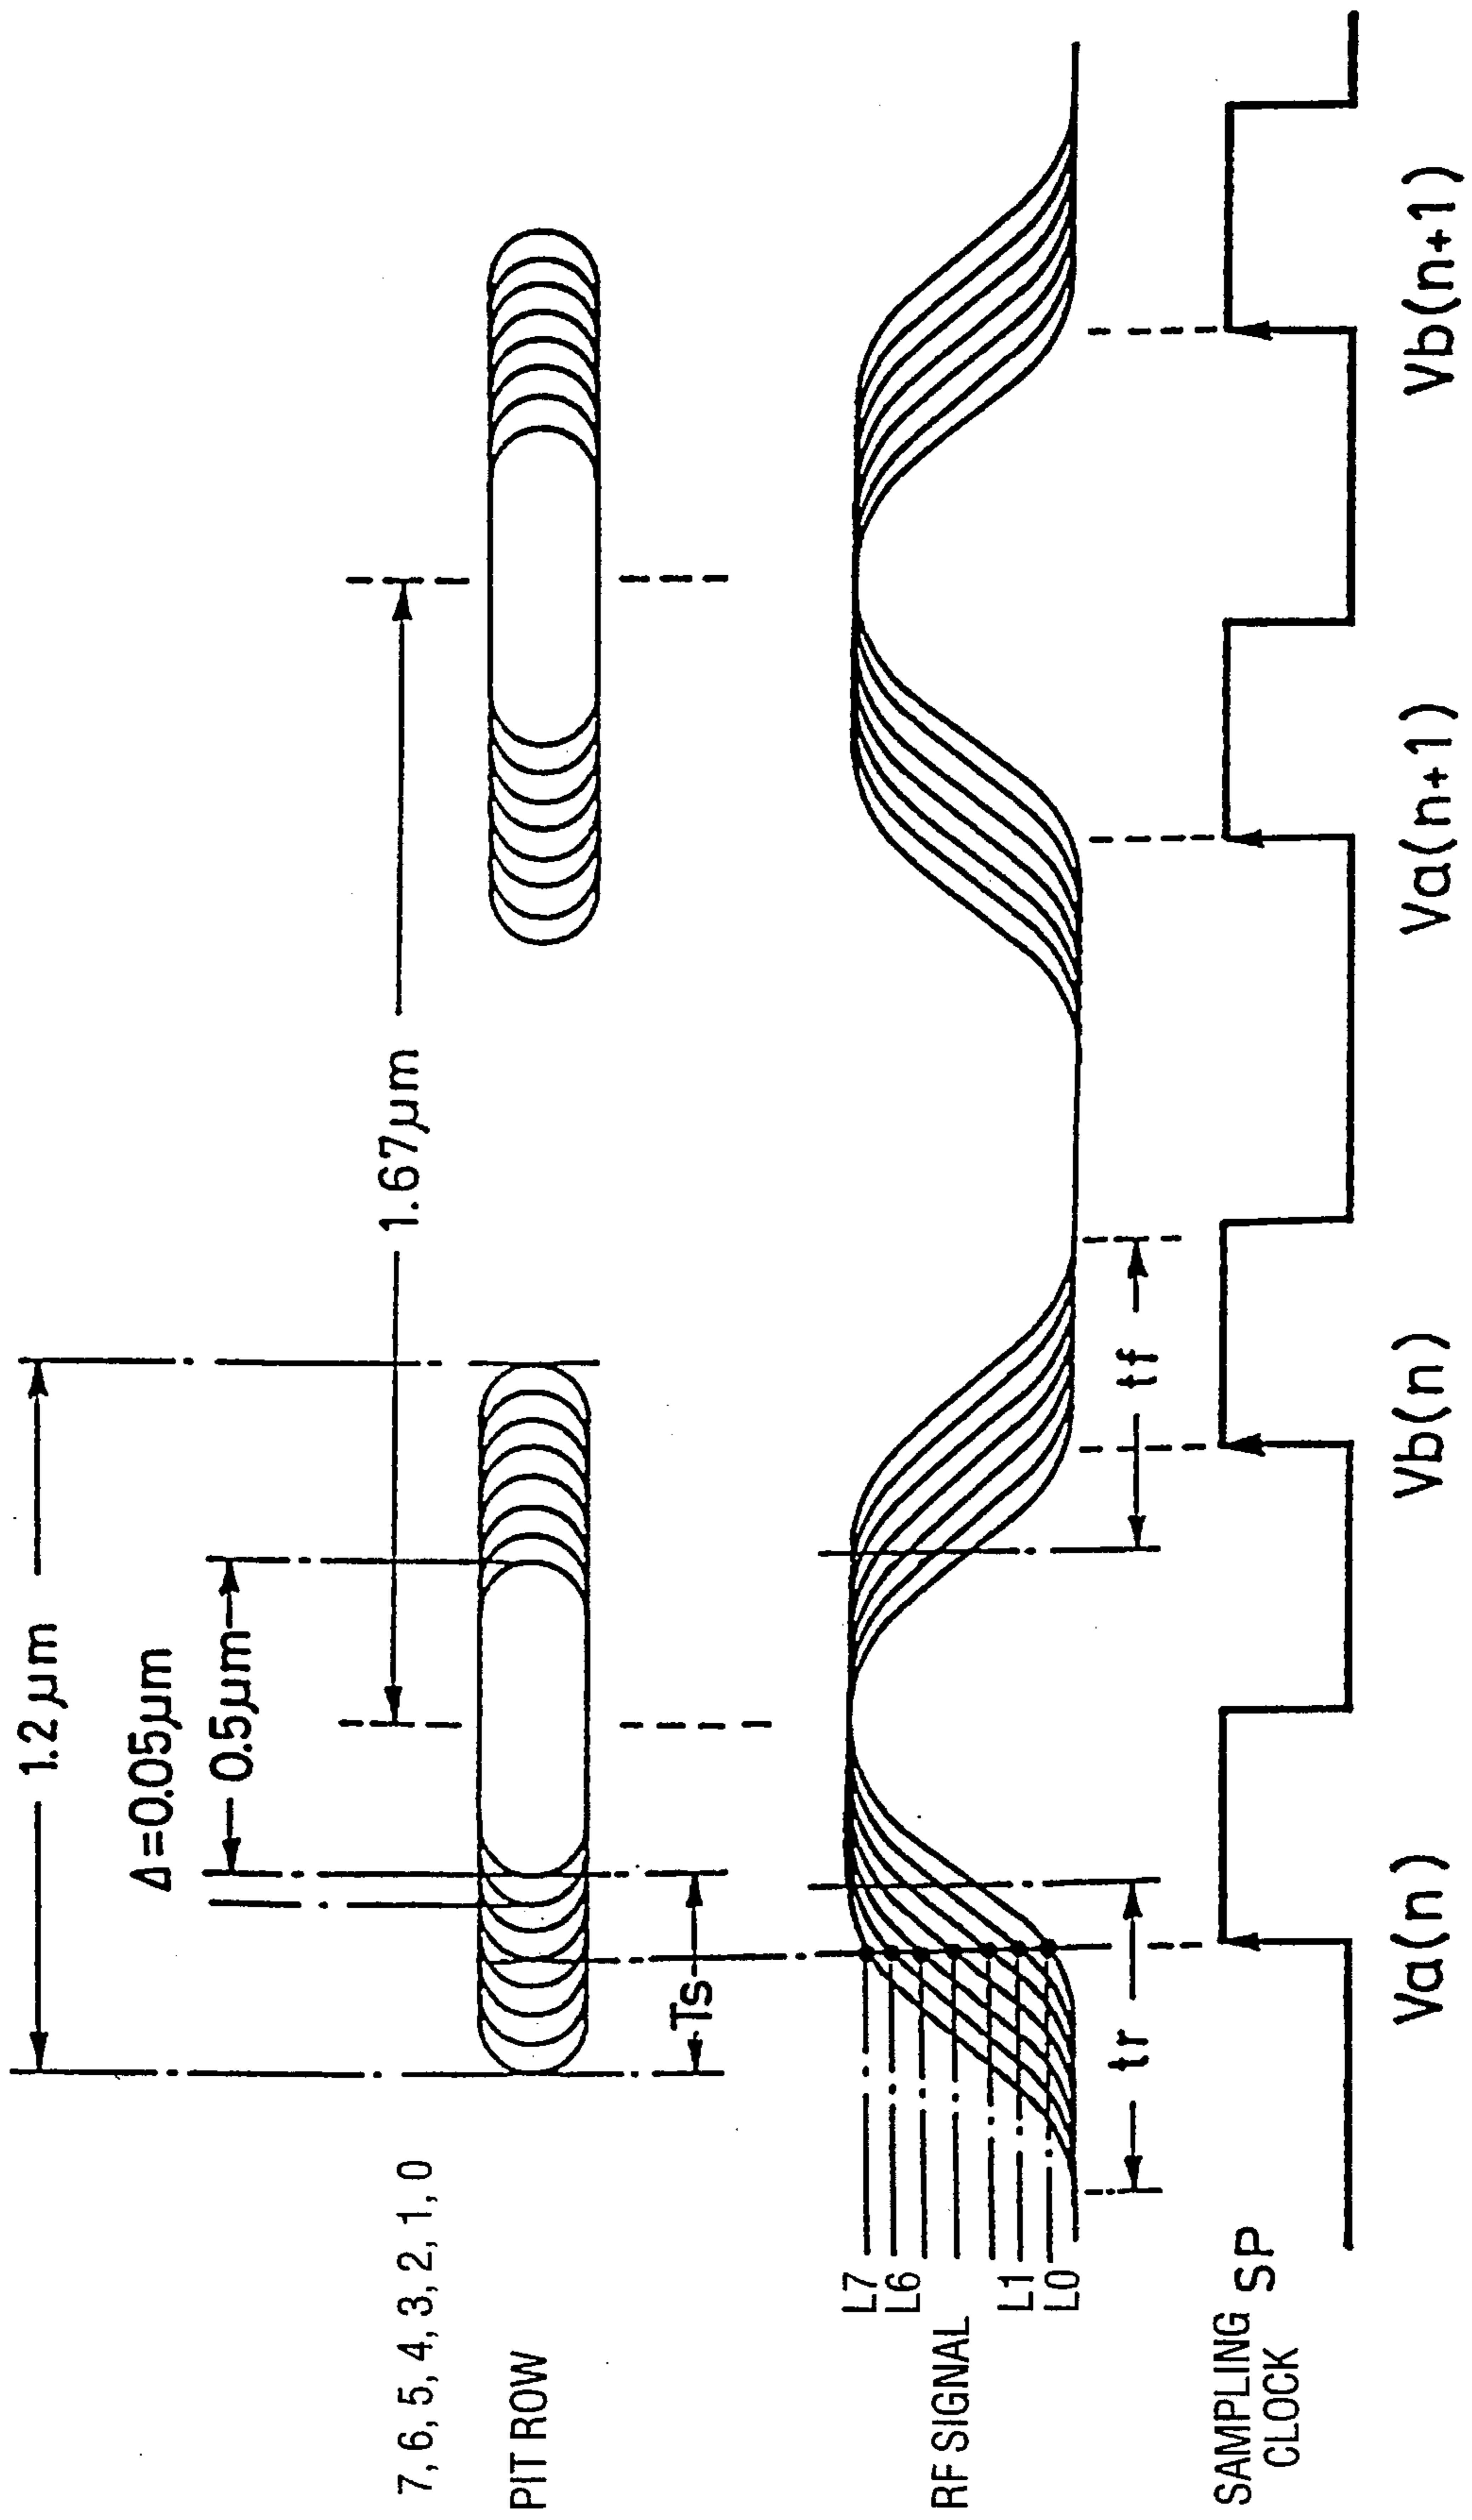 1.2µm
Δ=0.05µm
0.5µm
1.67µm
7, 6, 5, 4, 3, 2, 1, 0
PIT ROW
Ts
L7
L6
RF SIGNAL
L1
L0
tr
tf
SAMPLING SP
CLOCK
Va(n)
Vb(n)
Va(n+1)
Vb(n+1)